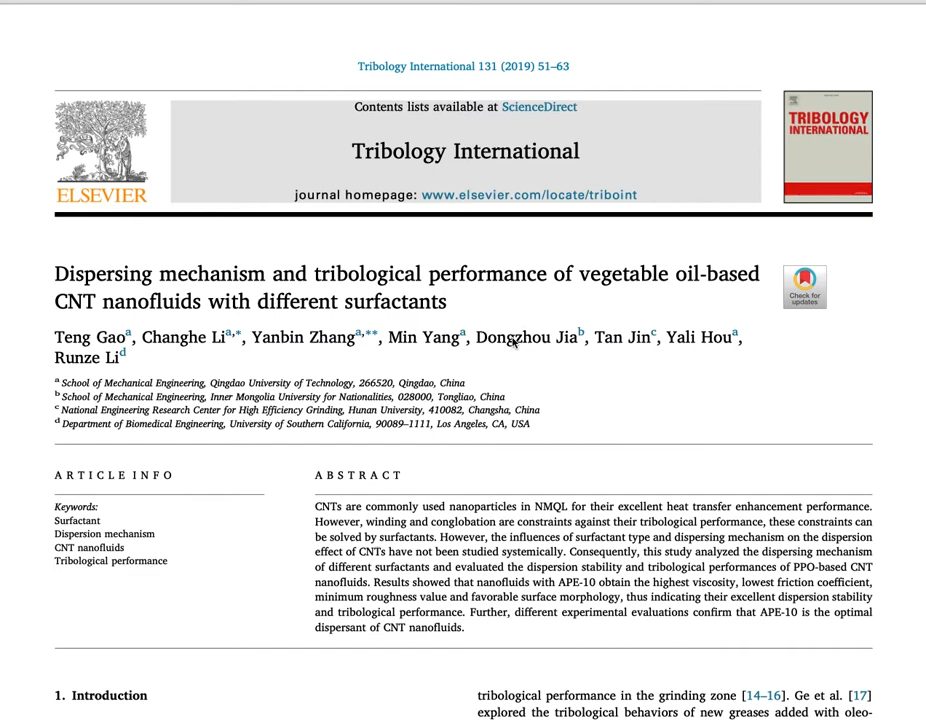 Tribology International 131 (2019) 51–63
Contents lists available at ScienceDirect
Tribology International
journal homepage: www.elsevier.com/locate/triboint
ELSEVIER
TRIBOLOGY
INTERNATIONAL
Dispersing mechanism and tribological performance of vegetable oil-based
CNT nanofluids with different surfactants
Check for
updates
Teng Gaoa, Changhe Lia,*, Yanbin Zhanga,**, Min Yanga, Dongzhou Jiab, Tan Jinc, Yali Houa,
Runze Lid
a School of Mechanical Engineering, Qingdao University of Technology, 266520, Qingdao, China
b School of Mechanical Engineering, Inner Mongolia University for Nationalities, 028000, Tongliao, China
c National Engineering Research Center for High Efficiency Grinding, Hunan University, 410082, Changsha, China
d Department of Biomedical Engineering, University of Southern California, 90089–1111, Los Angeles, CA, USA
ARTICLE INFO
Keywords:
Surfactant
Dispersion mechanism
CNT nanofluids
Tribological performance
ABSTRACT
CNTs are commonly used nanoparticles in NMQL for their excellent heat transfer enhancement performance.
However, winding and conglobation are constraints against their tribological performance, these constraints can
be solved by surfactants. However, the influences of surfactant type and dispersing mechanism on the dispersion
effect of CNTs have not been studied systemically. Consequently, this study analyzed the dispersing mechanism
of different surfactants and evaluated the dispersion stability and tribological performances of PPO-based CNT
nanofluids. Results showed that nanofluids with APE-10 obtain the highest viscosity, lowest friction coefficient,
minimum roughness value and favorable surface morphology, thus indicating their excellent dispersion stability
and tribological performance. Further, different experimental evaluations confirm that APE-10 is the optimal
dispersant of CNT nanofluids.
1. Introduction
tribological performance in the grinding zone [14–16]. Ge et al. [17]
explored the tribological behaviors of new greases added with oleo-